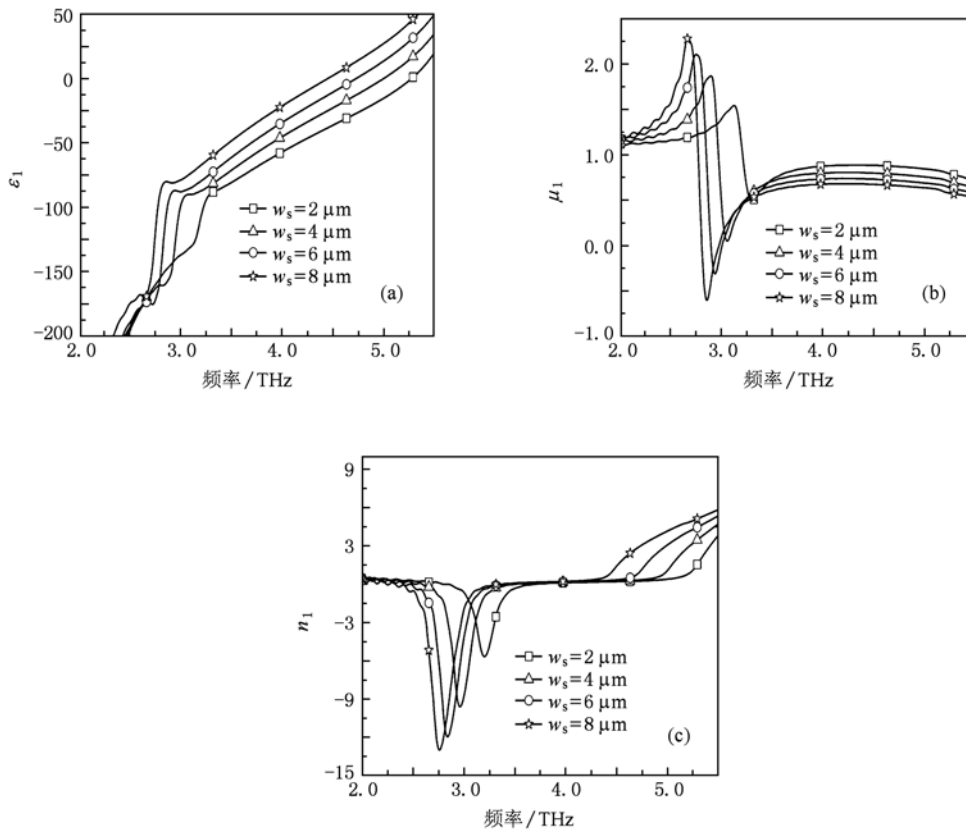 50
0
−50
−100
−150
−200
ε₁
2.0 3.0 4.0 5.0
频率/THz
wₛ=2 μm
wₛ=4 μm
wₛ=6 μm
wₛ=8 μm
(a)
2.0
1.0
0.0
−1.0
μ₁
2.0 3.0 4.0 5.0
频率/THz
wₛ=2 μm
wₛ=4 μm
wₛ=6 μm
wₛ=8 μm
(b)
9
3
−3
−9
−15
n₁
2.0 3.0 4.0 5.0
频率/THz
wₛ=2 μm
wₛ=4 μm
wₛ=6 μm
wₛ=8 μm
(c)